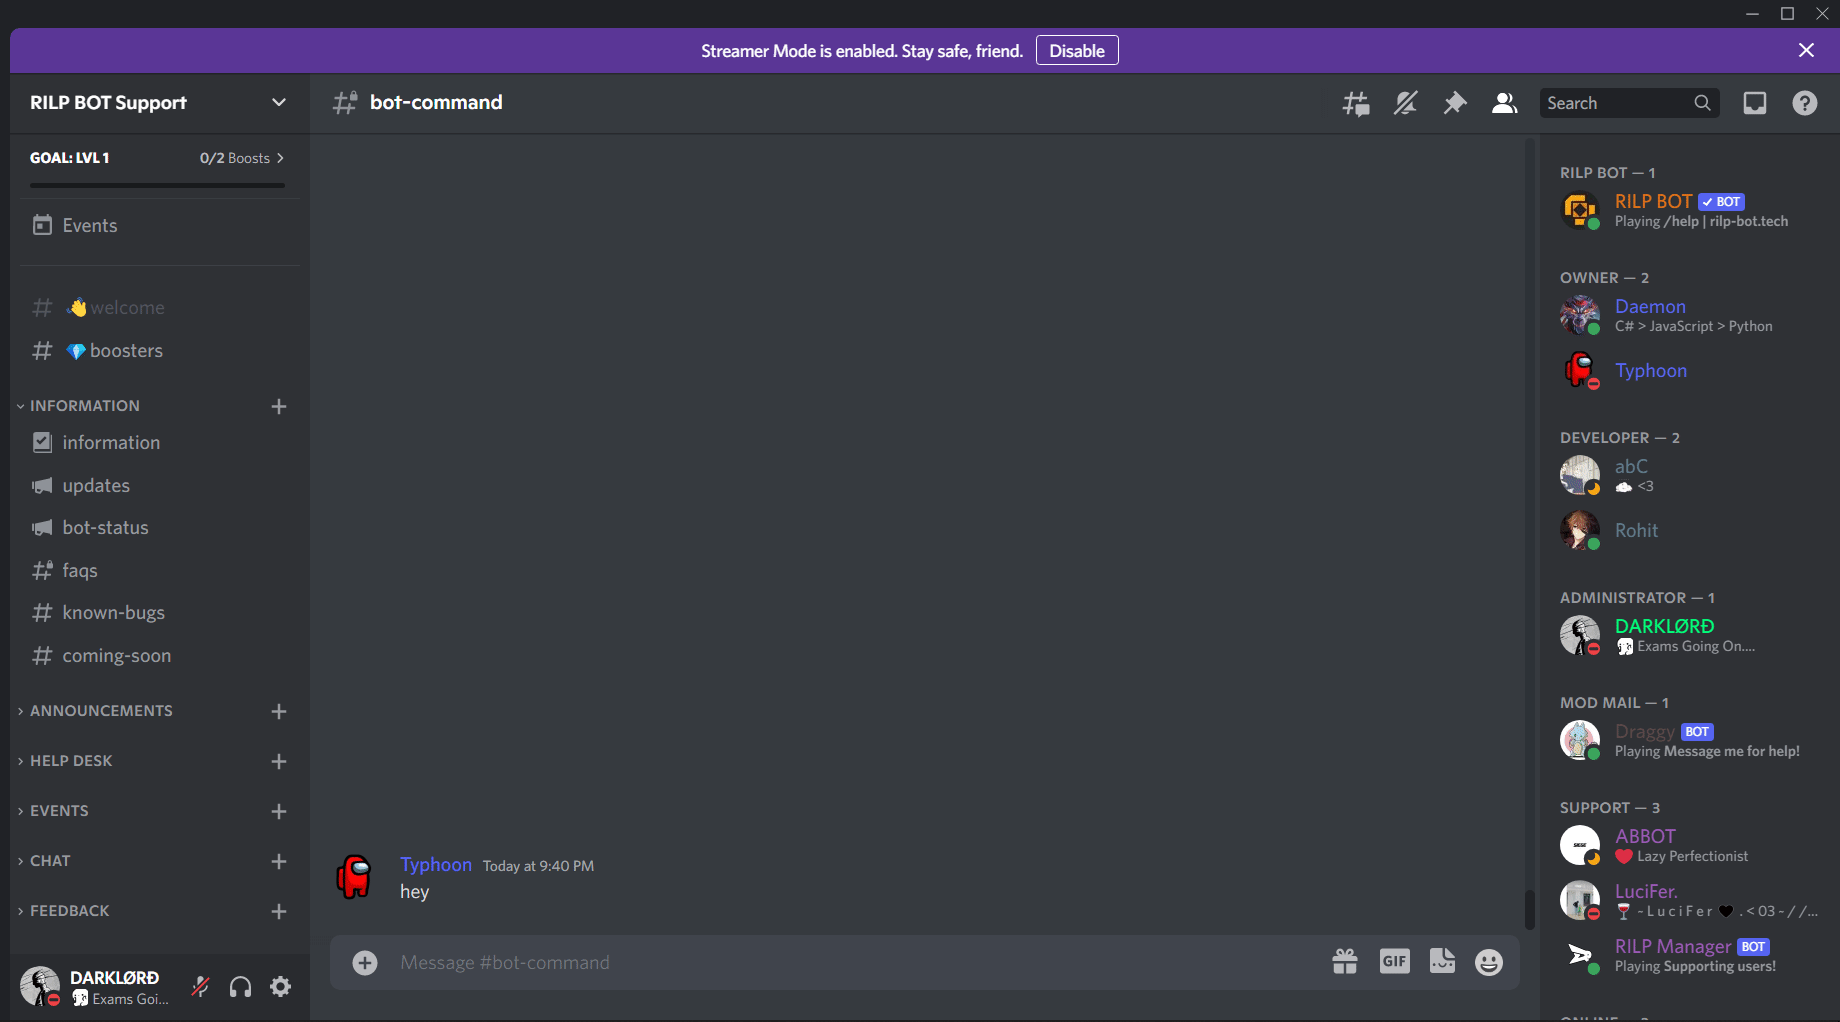 Streamer Mode is enabled. Stay safe, friend. Disable
RILP BOT Support
bot-command
Search
GOAL: LVL 1 0/2 Boosts
Events
welcome
boosters
INFORMATION
information
updates
bot-status
faqs
known-bugs
coming-soon
ANNOUNCEMENTS
HELP DESK
EVENTS
CHAT
FEEDBACK
DARKLØRĐ
Exams Goi...
Typhoon Today at 9:40 PM
hey
Message #bot-command
GIF
RILP BOT — 1
RILP BOT BOT
Playing /help | rilp-bot.tech
OWNER — 2
Daemon
C# > JavaScript > Python
Typhoon
DEVELOPER — 2
abC
<3
Rohit
ADMINISTRATOR — 1
DARKLØRĐ
Exams Going On....
MOD MAIL — 1
Draggy BOT
Playing Message me for help!
SUPPORT — 3
ABBOT
Lazy Perfectionist
LuciFer.
- L u c i F e r 🖤 . < 03 - / /...
RILP Manager BOT
Playing Supporting users!